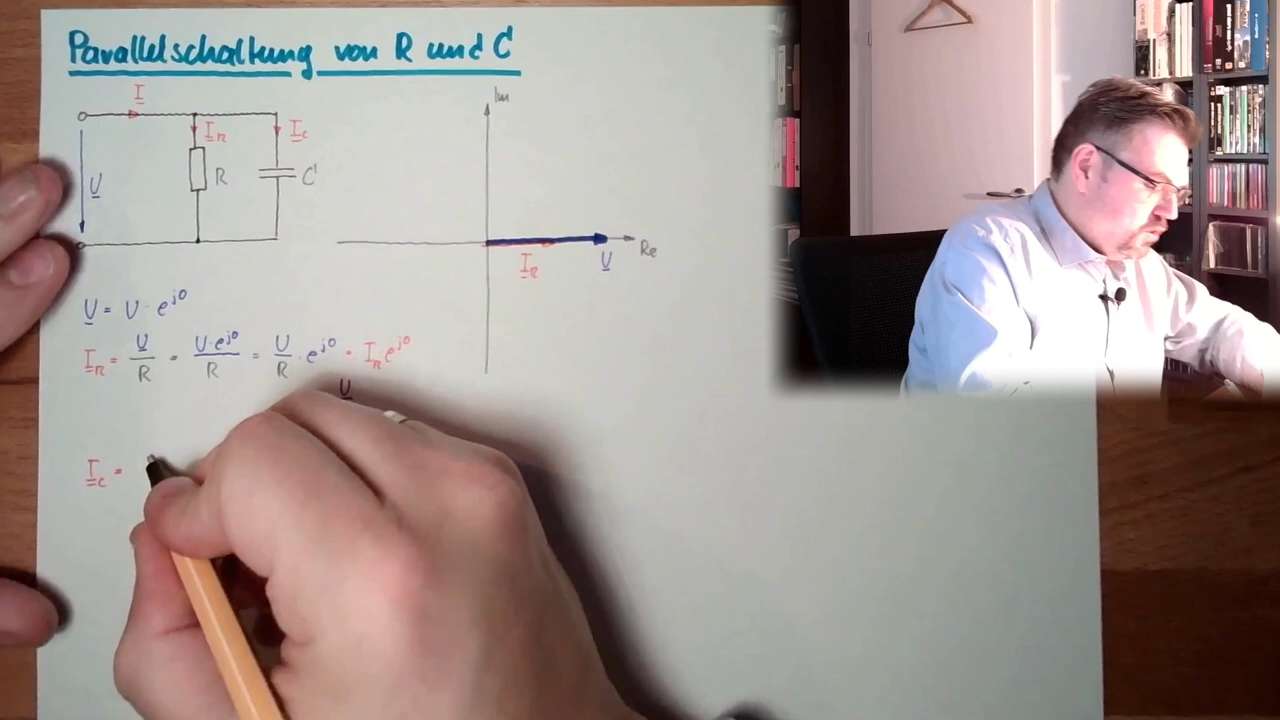 Parallelschaltung von R und C
I
I_R
I_C
U
R
C
Im
Re
I_R
U
U = U · e^{j0}
I_R = U/R = U·e^{j0}/R = U/R · e^{j0} = I_R e^{j0}
U
I_C =